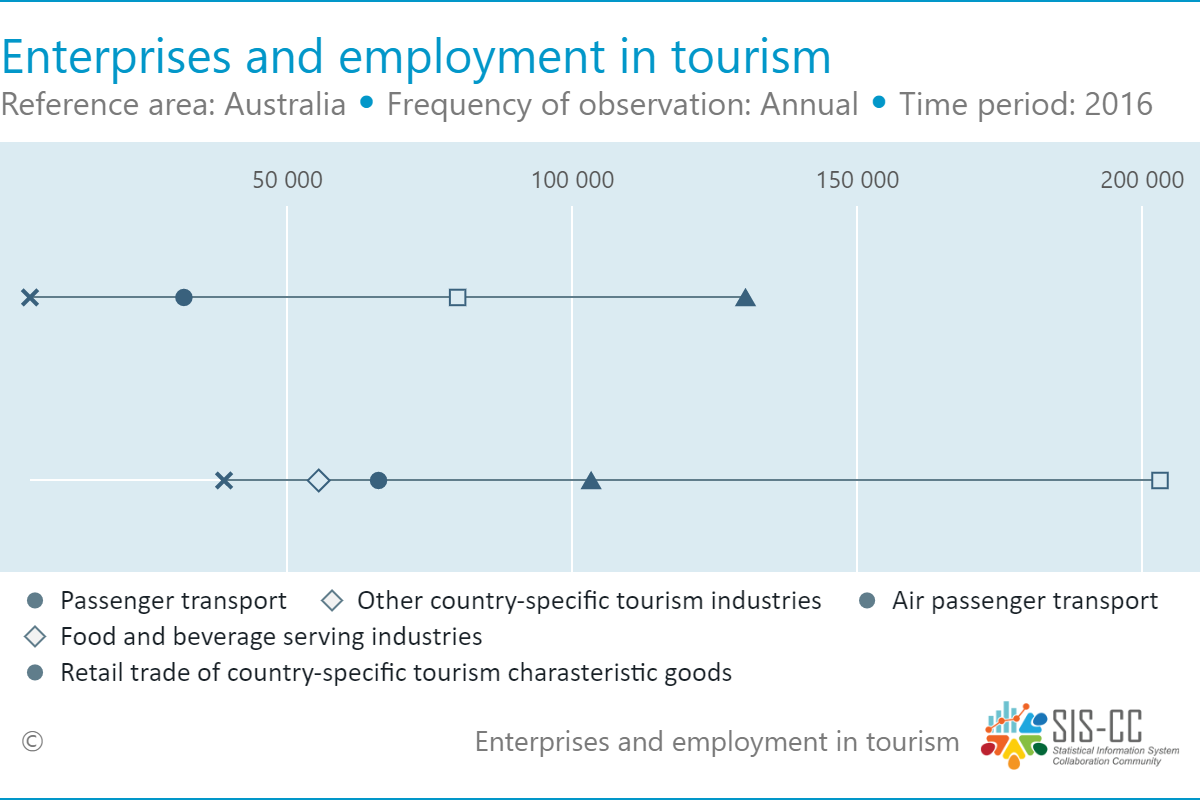 Enterprises and employment in tourism
Reference area: Australia • Frequency of observation: Annual • Time period: 2016
50 000 100 000 150 000 200 000
Passenger transport Other country-specific tourism industries Air passenger transport
Food and beverage serving industries
Retail trade of country-specific tourism charasteristic goods
© Enterprises and employment in tourism
SIS-CC
Statistical Information System
Collaboration Community